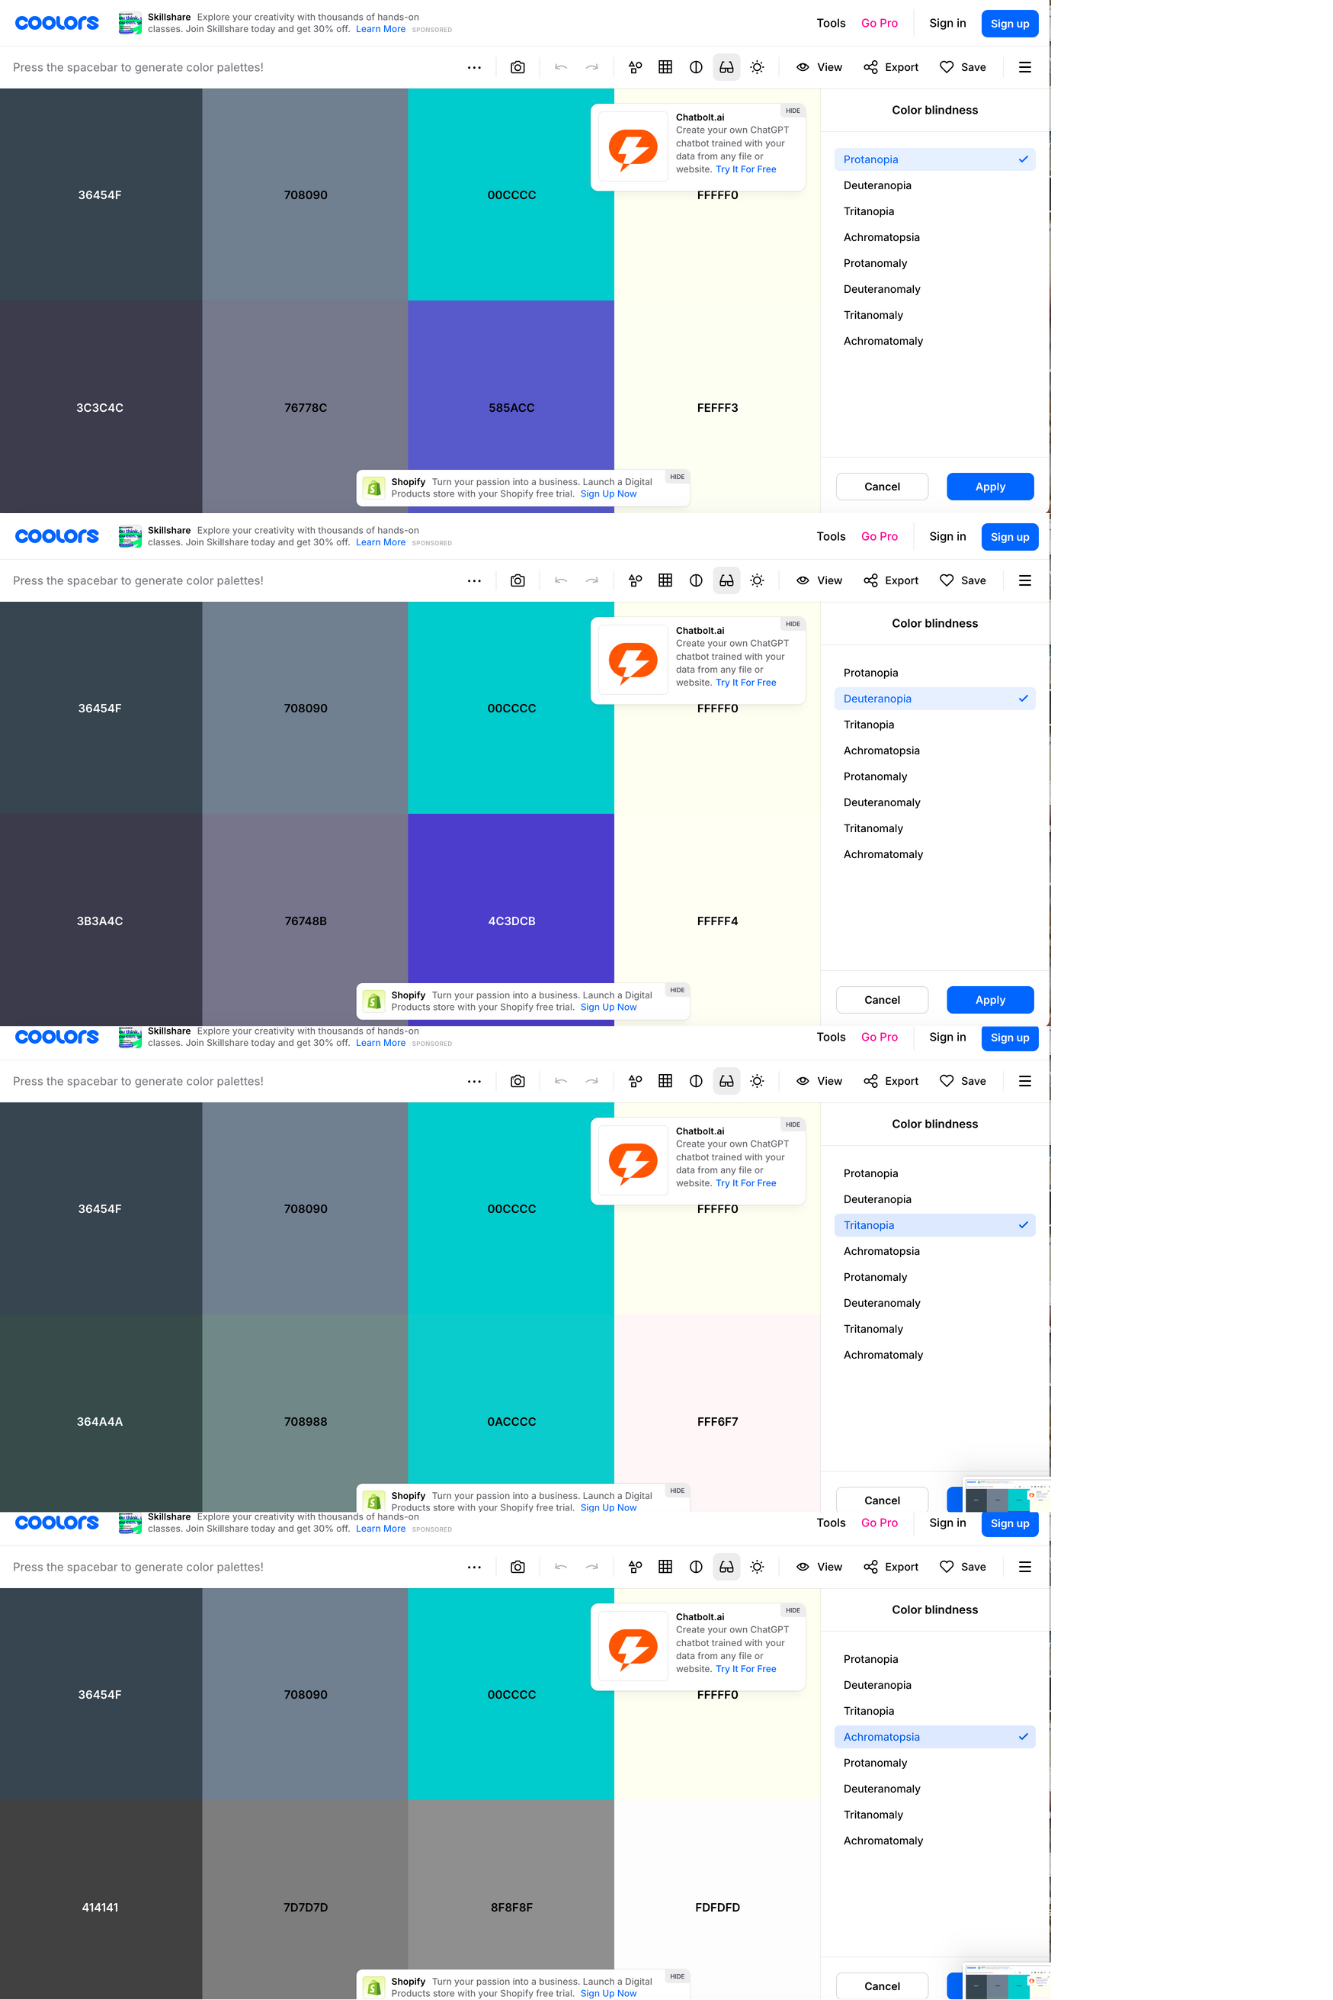 coolors
Skillshare Explore your creativity with thousands of hands-on
classes. Join Skillshare today and get 30% off. Learn More SPONSORED
Tools Go Pro Sign in Sign up
Press the spacebar to generate color palettes!
View Export Save
Color blindness
HIDE
Chatbolt.ai
Create your own ChatGPT
chatbot trained with your
data from any file or
website. Try It For Free
36454F 708090 00CCCC FFFFF0
3C3C4C 76778C 585ACC FEFFF3
Protanopia
Deuteranopia
Tritanopia
Achromatopsia
Protanomaly
Deuteranomaly
Tritanomaly
Achromatomaly
HIDE
Shopify Turn your passion into a business. Launch a Digital
Products store with your Shopify free trial. Sign Up Now
Cancel Apply
coolors
Skillshare Explore your creativity with thousands of hands-on
classes. Join Skillshare today and get 30% off. Learn More SPONSORED
Tools Go Pro Sign in Sign up
Press the spacebar to generate color palettes!
View Export Save
Color blindness
HIDE
Chatbolt.ai
Create your own ChatGPT
chatbot trained with your
data from any file or
website. Try It For Free
36454F 708090 00CCCC FFFFF0
3B3A4C 76748B 4C3DCB FFFFF4
Protanopia
Deuteranopia
Tritanopia
Achromatopsia
Protanomaly
Deuteranomaly
Tritanomaly
Achromatomaly
HIDE
Shopify Turn your passion into a business. Launch a Digital
Products store with your Shopify free trial. Sign Up Now
Cancel Apply
coolors
Skillshare Explore your creativity with thousands of hands-on
classes. Join Skillshare today and get 30% off. Learn More SPONSORED
Tools Go Pro Sign in Sign up
Press the spacebar to generate color palettes!
View Export Save
Color blindness
HIDE
Chatbolt.ai
Create your own ChatGPT
chatbot trained with your
data from any file or
website. Try It For Free
36454F 708090 00CCCC FFFFF0
364A4A 708988 0ACCCC FFF6F7
Protanopia
Deuteranopia
Tritanopia
Achromatopsia
Protanomaly
Deuteranomaly
Tritanomaly
Achromatomaly
HIDE
Shopify Turn your passion into a business. Launch a Digital
Products store with your Shopify free trial. Sign Up Now
Cancel
coolors
Skillshare Explore your creativity with thousands of hands-on
classes. Join Skillshare today and get 30% off. Learn More SPONSORED
Tools Go Pro Sign in Sign up
Press the spacebar to generate color palettes!
View Export Save
Color blindness
HIDE
Chatbolt.ai
Create your own ChatGPT
chatbot trained with your
data from any file or
website. Try It For Free
36454F 708090 00CCCC FFFFF0
414141 7D7D7D 8F8F8F FDFDFD
Protanopia
Deuteranopia
Tritanopia
Achromatopsia
Protanomaly
Deuteranomaly
Tritanomaly
Achromatomaly
HIDE
Shopify Turn your passion into a business. Launch a Digital
Products store with your Shopify free trial. Sign Up Now
Cancel